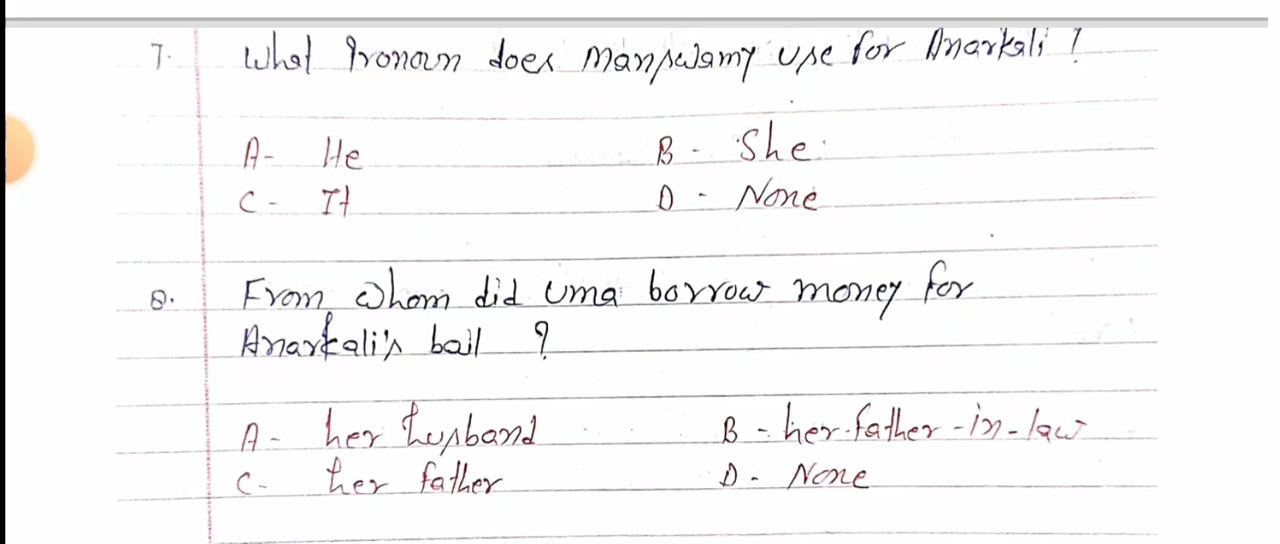 7. What Pronoun does Manswamy use for Anarkali ?
A- He B- She
C- It D- None
8. From whom did Uma borrow money for
Anarkali's bail ?
A- her husband B- her father-in-law
C- her father D- None